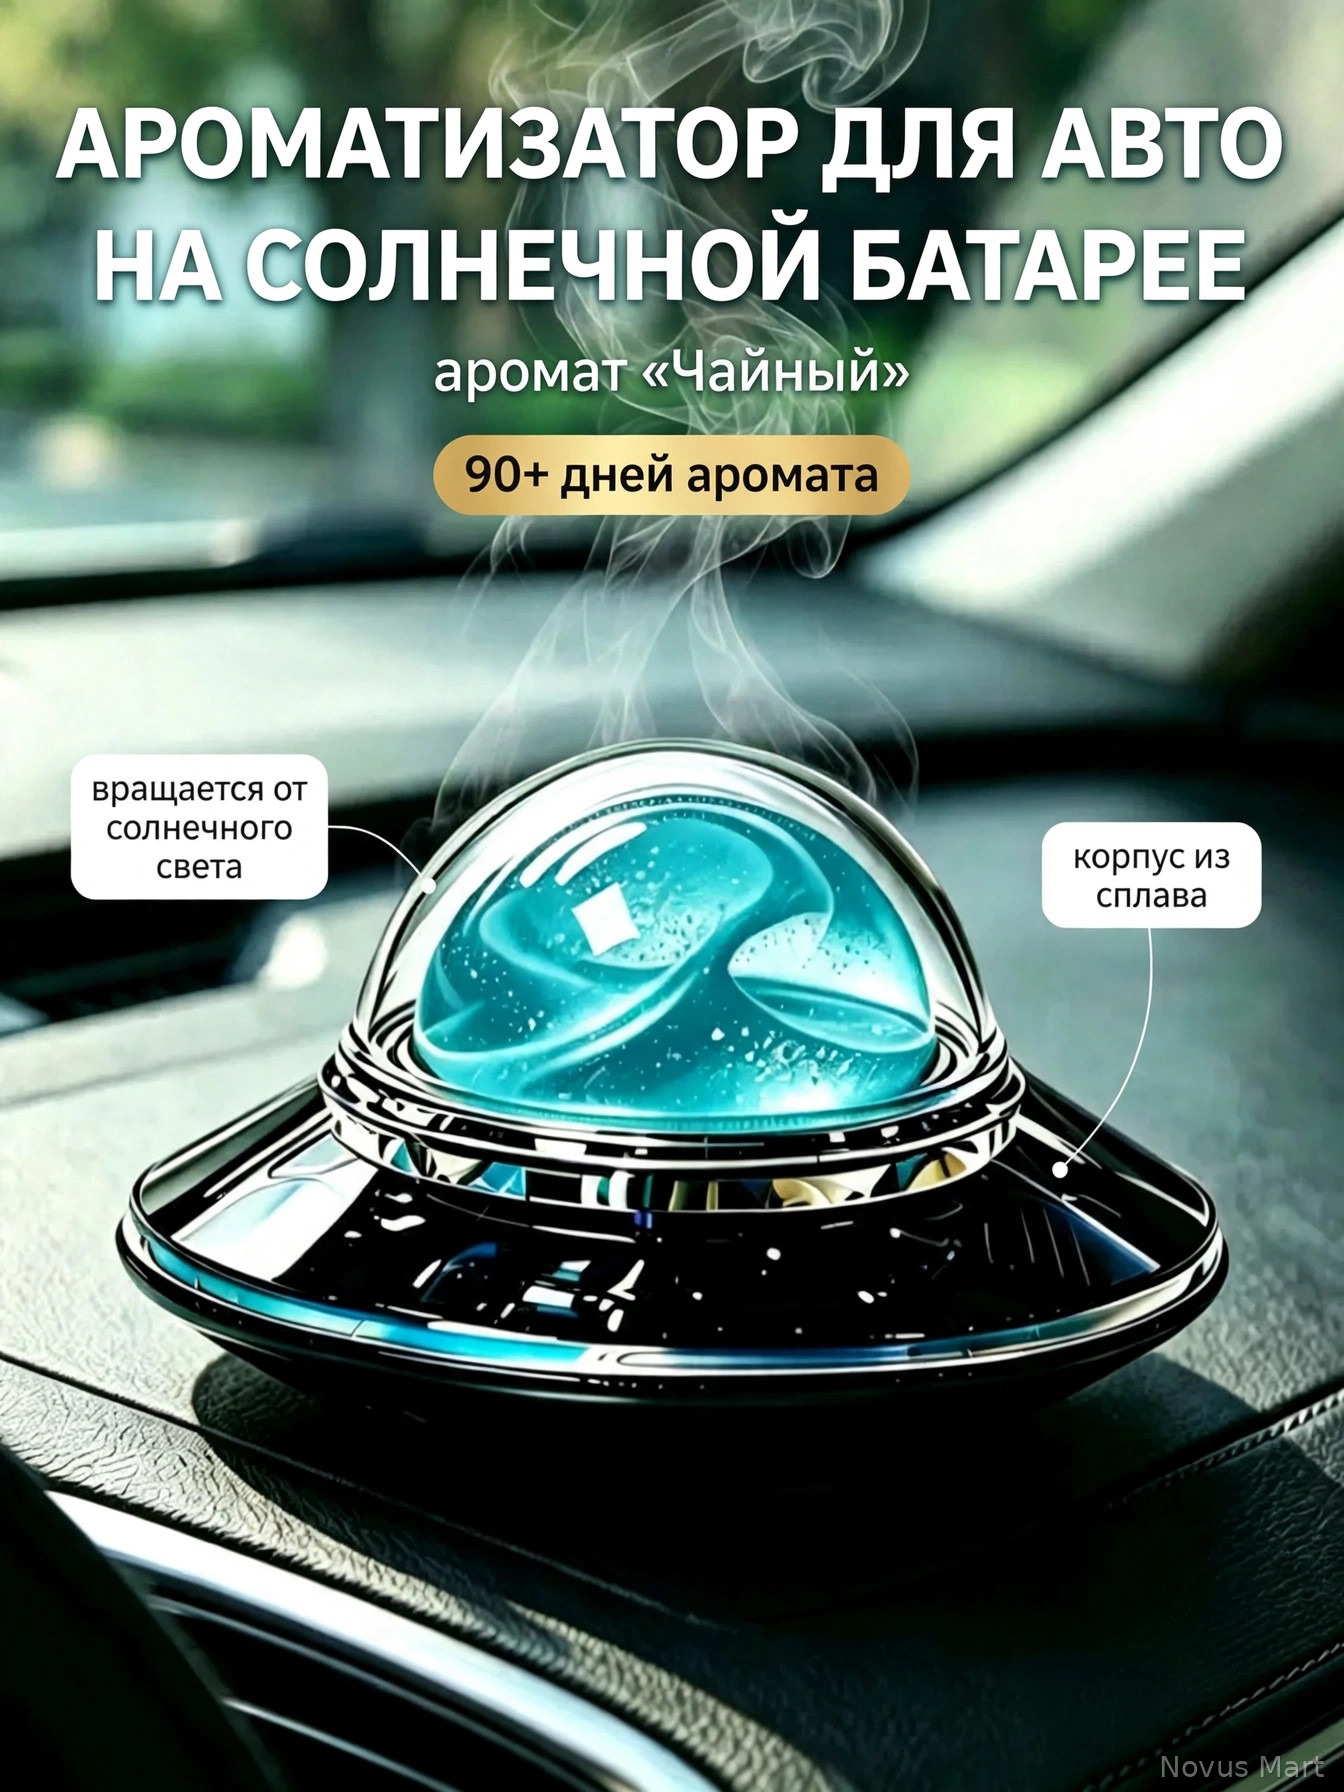 АРОМАТИЗАТОР ДЛЯ АВТО
НА СОЛНЕЧНОЙ БАТАРЕЕ
аромат «Чайный»
90+ дней аромата
вращается от
солнечного
света
корпус из
сплава
Novus Mart